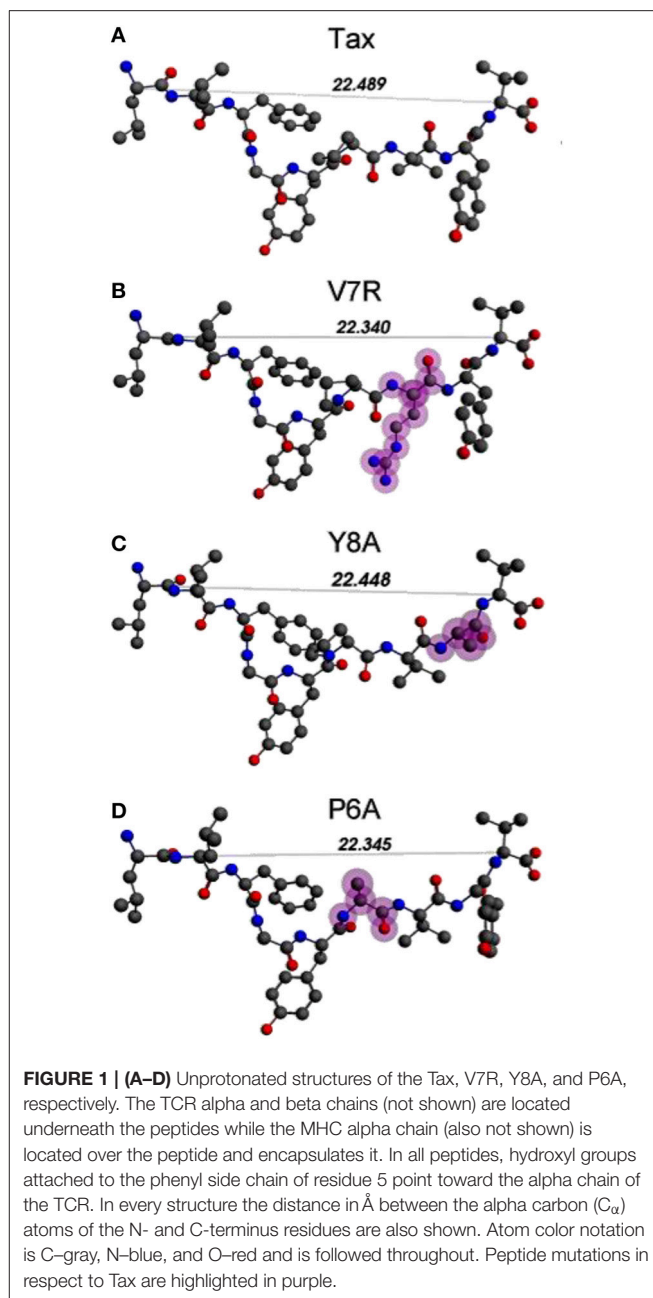 A
Tax
22.489
B
V7R
22.340
C
Y8A
22.448
D
P6A
22.345
FIGURE 1 | (A–D) Unprotonated structures of the Tax, V7R, Y8A, and P6A,
respectively. The TCR alpha and beta chains (not shown) are located
underneath the peptides while the MHC alpha chain (also not shown) is
located over the peptide and encapsulates it. In all peptides, hydroxyl groups
attached to the phenyl side chain of residue 5 point toward the alpha chain of
the TCR. In every structure the distance in Å between the alpha carbon (Cα)
atoms of the N- and C-terminus residues are also shown. Atom color notation
is C–gray, N–blue, and O–red and is followed throughout. Peptide mutations in
respect to Tax are highlighted in purple.